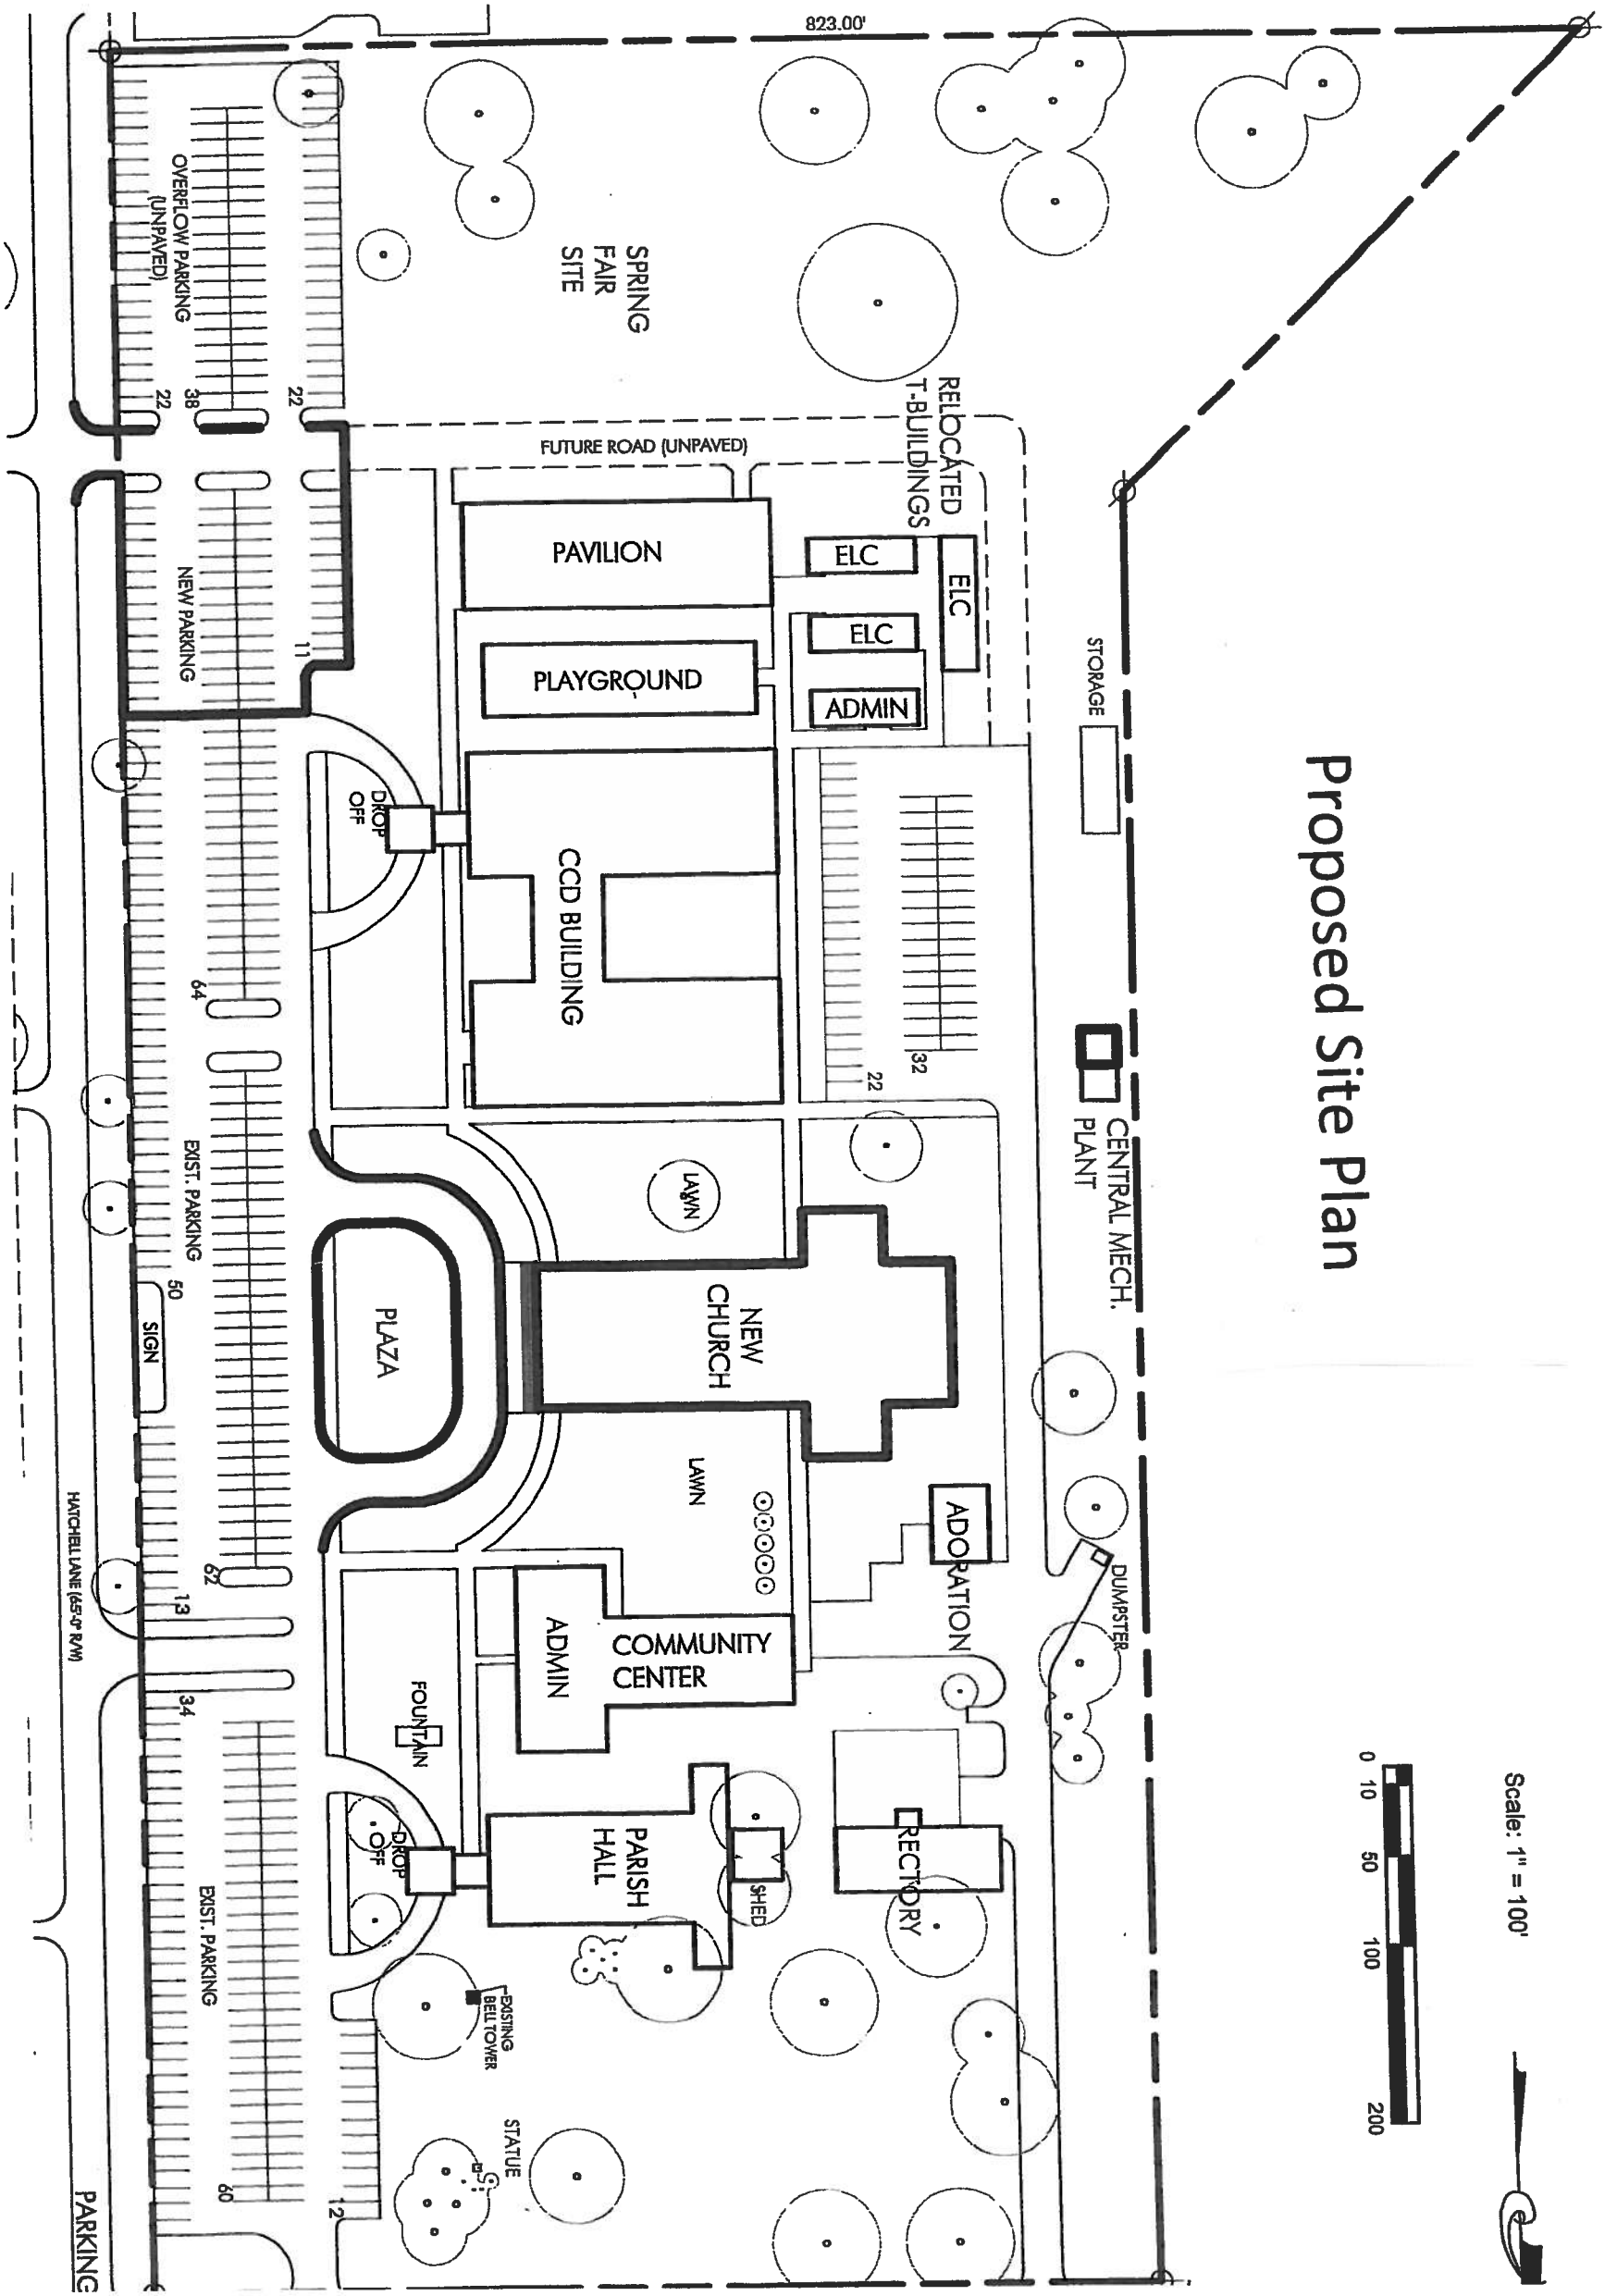 Proposed Site Plan
Scale: 1" = 100'
0 10 50 100 200
823.00'
OVERFLOW PARKING
(UNPAVED)
22
38
22
SPRING
FAIR
SITE
RELOCATED
T-BUILDINGS
FUTURE ROAD (UNPAVED)
PAVILION
ELC
ELC
ELC
ADMIN
PLAYGROUND
NEW PARKING
11
STORAGE
DROP
OFF
CCD BUILDING
64
32
22
CENTRAL MECH.
PLANT
EXIST. PARKING
50
SIGN
LAWN
PLAZA
NEW
CHURCH
LAWN
ADORATION
DUMPSTER
62
13
HATCHELL LANE (65'-0" R/W)
ADMIN
COMMUNITY
CENTER
34
FOUNTAIN
DROP
OFF
PARISH
HALL
SHED
RECTORY
EXIST. PARKING
EXISTING
BELL TOWER
STATUE
60
12
PARKING